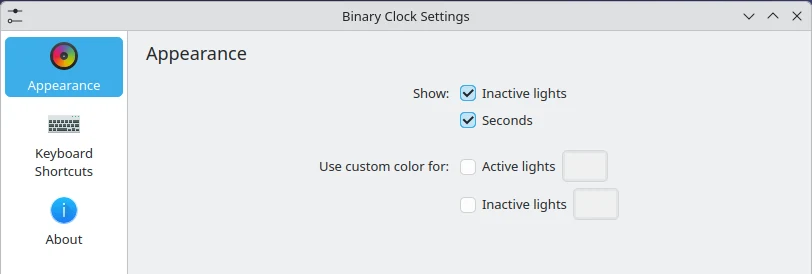 Binary Clock Settings
Appearance
Appearance
Show: Inactive lights
Seconds
Keyboard
Shortcuts
Use custom color for: Active lights
Inactive lights
About